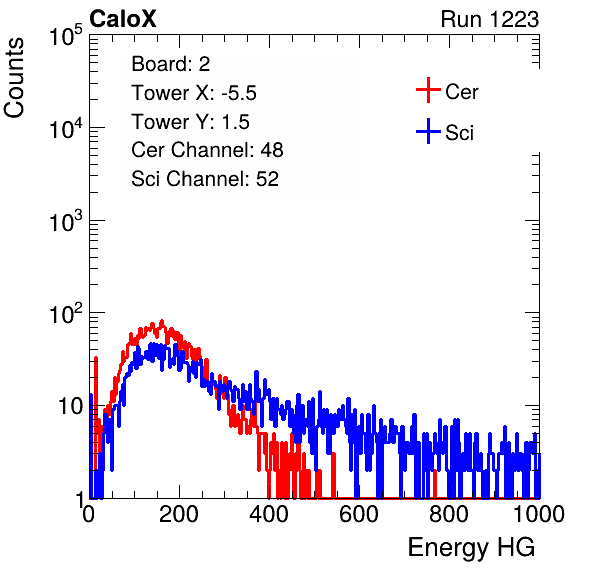 CaloX Run 1223
Counts
10^5
10^4
10^3
10^2
10
1
Board: 2
Tower X: -5.5
Tower Y: 1.5
Cer Channel: 48
Sci Channel: 52
Cer
Sci
0 200 400 600 800 1000
Energy HG